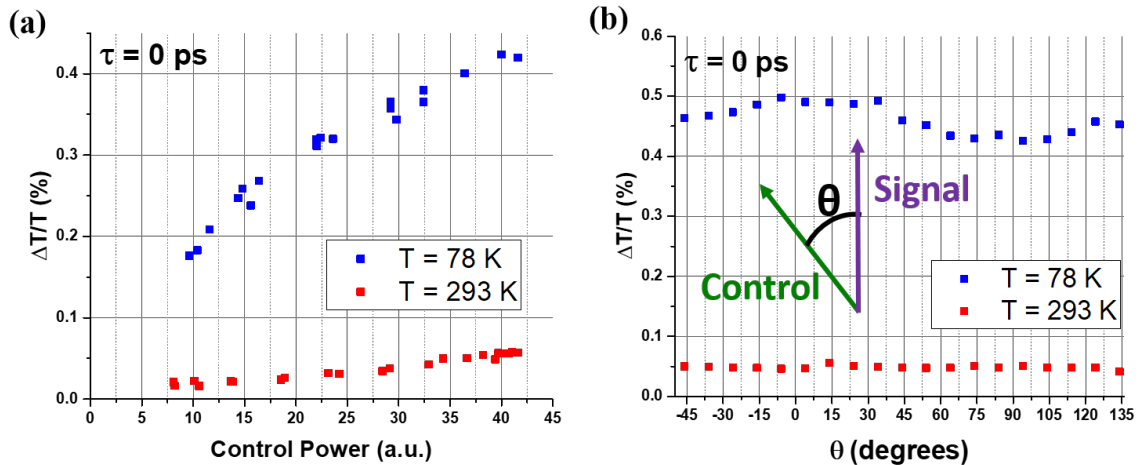 (a)
τ = 0 ps
ΔT/T (%)
0.4
0.3
0.2
0.1
0.0
T = 78 K
T = 293 K
0 5 10 15 20 25 30 35 40 45
Control Power (a.u.)
(b)
τ = 0 ps
ΔT/T (%)
0.6
0.5
0.4
0.3
0.2
0.1
0.0
θ
Signal
Control
T = 78 K
T = 293 K
-45 -30 -15 0 15 30 45 60 75 90 105 120 135
θ (degrees)